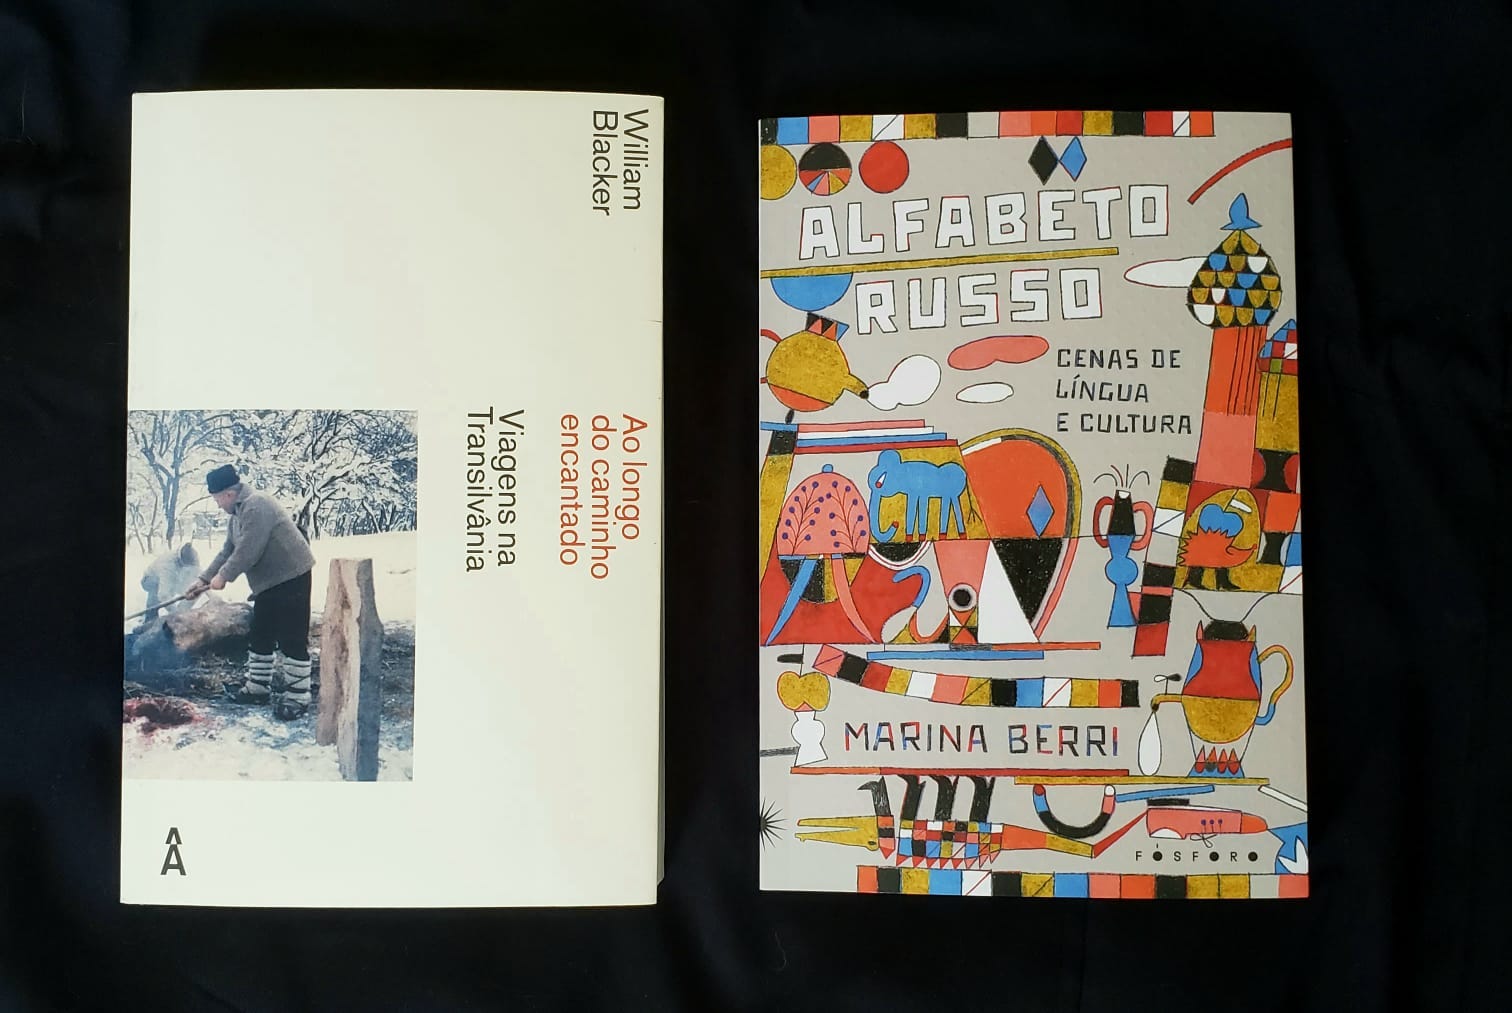 William
Blacker
Ao longo
do caminho
encantado
Viagens na
Transilvânia
Â
ALFABETO
RUSSO
CENAS DE
LÍNGUA
E CULTURA
MARINA BERRI
FÓSFORO